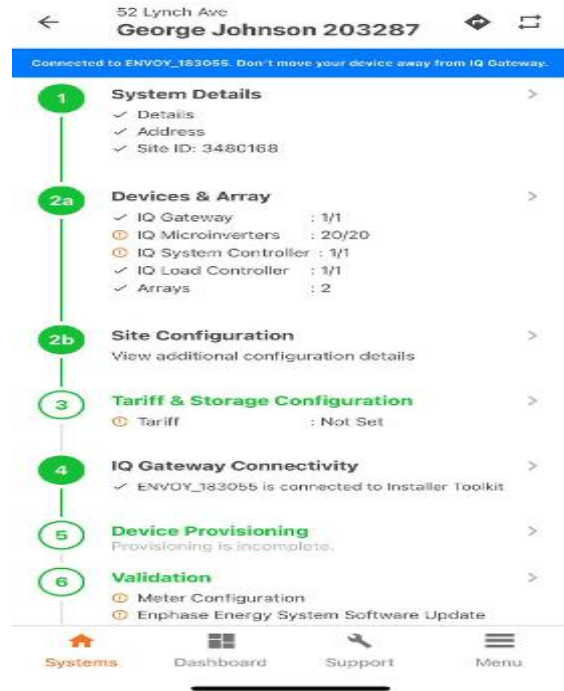 52 Lynch Ave
George Johnson 203287
Connected to ENVOY_183055. Don't move your device away from IQ Gateway.
1 System Details
Details
Address
Site ID: 3480168
2a Devices & Array
IQ Gateway : 1/1
IQ Microinverters : 20/20
IQ System Controller : 1/1
IQ Load Controller : 1/1
Arrays : 2
2b Site Configuration
View additional configuration details
3 Tariff & Storage Configuration
Tariff : Not Set
4 IQ Gateway Connectivity
ENVOY_183055 is connected to Installer Toolkit
5 Device Provisioning
Provisioning is incomplete.
6 Validation
Meter Configuration
Enphase Energy System Software Update
Systems Dashboard Support Menu